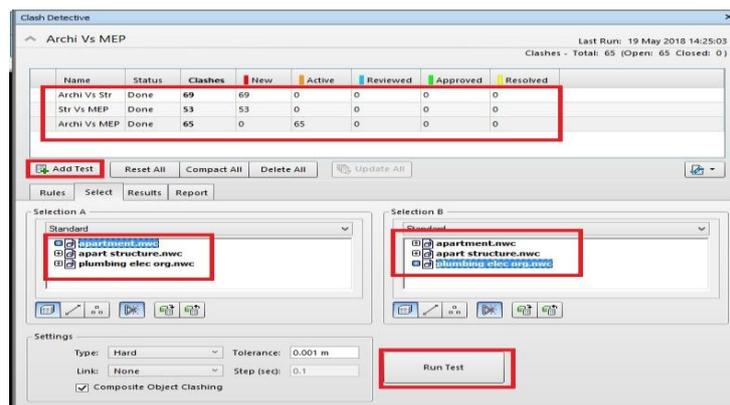 Clash Detective
Archi Vs MEP
Last Run: 19 May 2018 14:25:03
Clashes - Total: 65 (Open: 65 Closed: 0)
Name Status Clashes New Active Reviewed Approved Resolved
Archi Vs Str Done 69 69 0 0 0 0
Str Vs MEP Done 53 53 0 0 0 0
Archi Vs MEP Done 65 0 65 0 0 0
Add Test Reset All Compact All Delete All Update All
Rules Select Results Report
Selection A Selection B
Standard Standard
apartment.nwc apartment.nwc
apart structure.nwc apart structure.nwc
plumbing elec org.nwc plumbing elec org.nwc
Settings
Type: Hard Tolerance: 0.001 m
Link: None Step (sec): 0.1
Composite Object Clashing
Run Test